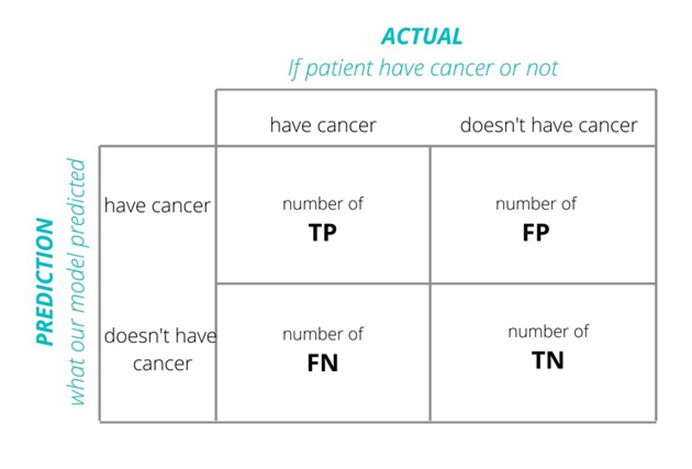 ACTUAL
If patient have cancer or not
have cancer
doesn't have cancer
PREDICTION
what our model predicted
have cancer
number of
TP
number of
FP
doesn't have
cancer
number of
FN
number of
TN